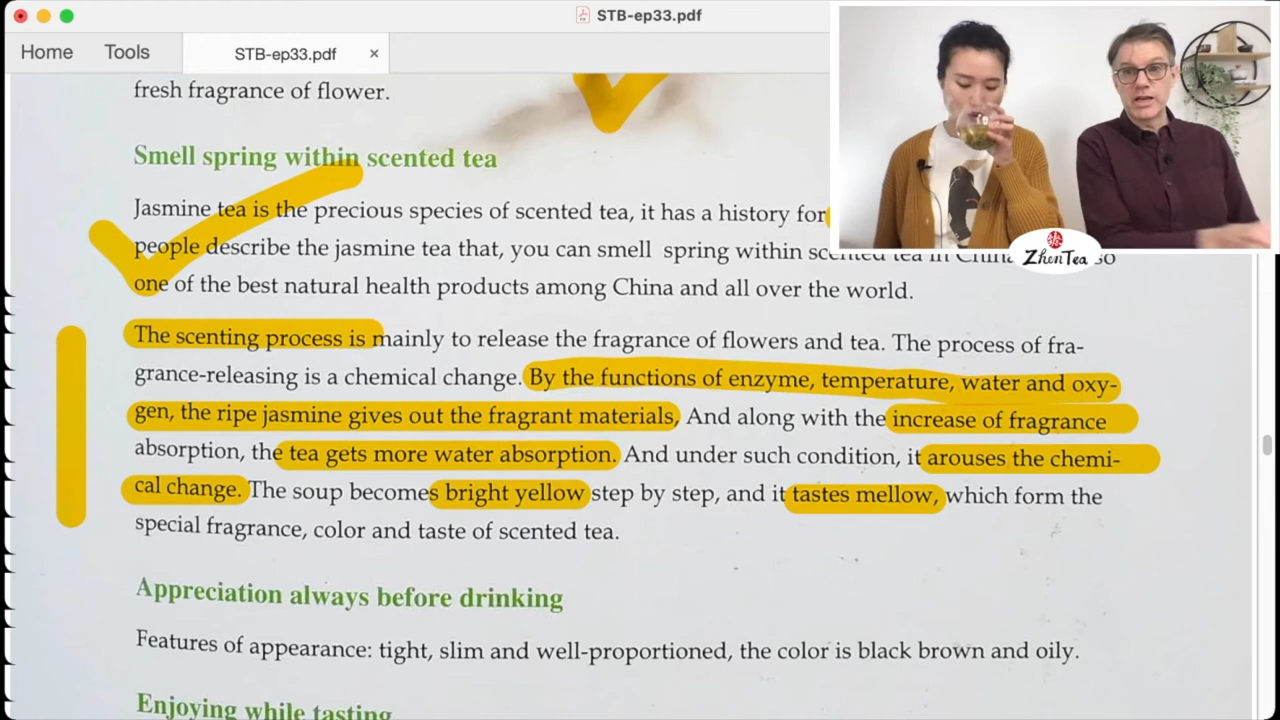 STB-ep33.pdf
Home Tools STB-ep33.pdf ×
fresh fragrance of flower.
Smell spring within scented tea
Jasmine tea is the precious species of scented tea, it has a history for
people describe the jasmine tea that, you can smell spring within scented tea in China
so
ZhenTea
one of the best natural health products among China and all over the world.
The scenting process is mainly to release the fragrance of flowers and tea. The process of fra-
grance-releasing is a chemical change. By the functions of enzyme, temperature, water and oxy-
gen, the ripe jasmine gives out the fragrant materials, And along with the increase of fragrance
absorption, the tea gets more water absorption. And under such condition, it arouses the chemi-
cal change. The soup becomes bright yellow step by step, and it tastes mellow, which form the
special fragrance, color and taste of scented tea.
Appreciation always before drinking
Features of appearance: tight, slim and well-proportioned, the color is black brown and oily.
Enjoying while tasting